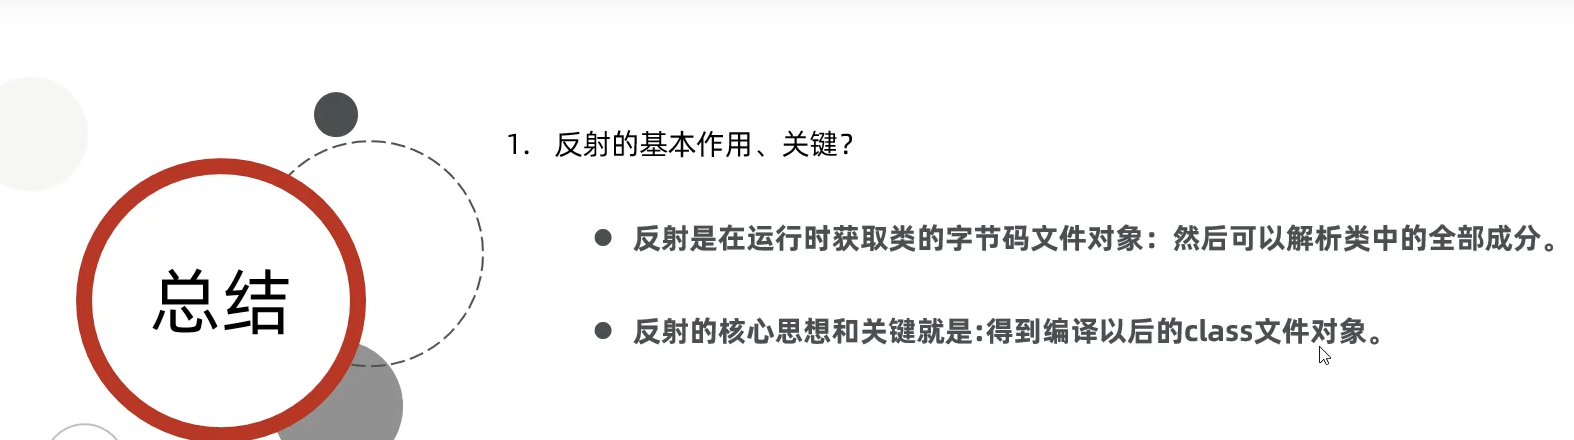 总结
1. 反射的基本作用、关键？
● 反射是在运行时获取类的字节码文件对象：然后可以解析类中的全部成分。
● 反射的核心思想和关键就是:得到编译以后的class文件对象。